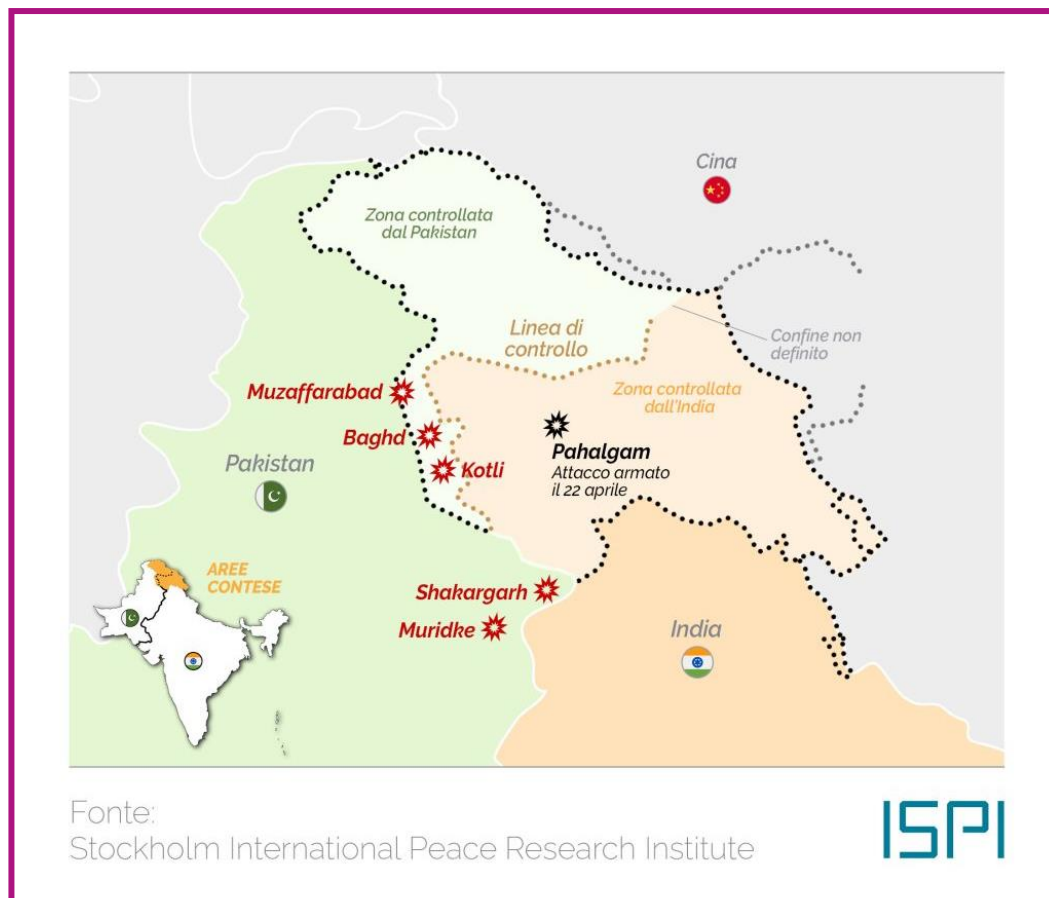 Cina
Zona controllata
dal Pakistan
Linea di
controllo
Confine non
definito
Muzaffarabad
Zona controllata
dall'India
Baghd
Pahalgam
Attacco armato
il 22 aprile
Pakistan
Kotli
AREE
CONTESE
Shakargarh
Muridke
India
Fonte:
Stockholm International Peace Research Institute
ISPI